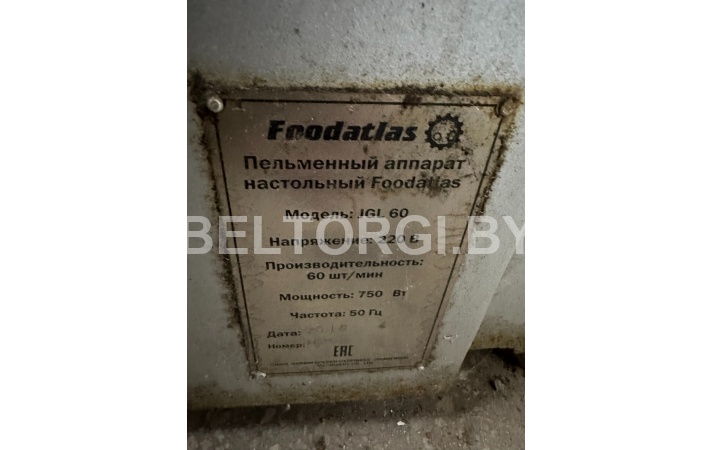 Foodatlas
Пельменный аппарат
настольный Foodatlas
Модель: JGL 60
BELTORGI.BY
Напряжение: 220 В
Производительность:
60 шт/мин
Мощность: 750 Вт
Частота: 50 Гц
Дата:
Номер:
EAC